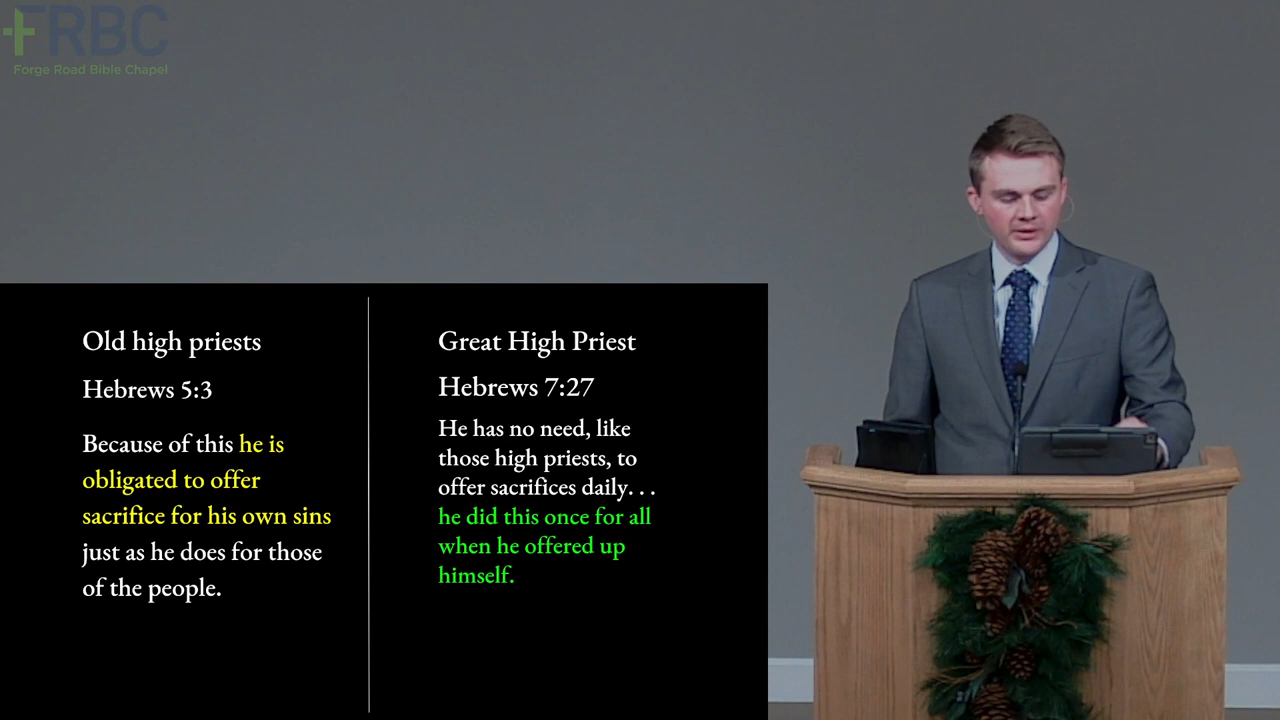 FRBC
Forge Road Bible Chapel
Old high priests
Hebrews 5:3
Because of this he is
obligated to offer
sacrifice for his own sins
just as he does for those
of the people.
Great High Priest
Hebrews 7:27
He has no need, like
those high priests, to
offer sacrifices daily. . .
he did this once for all
when he offered up
himself.